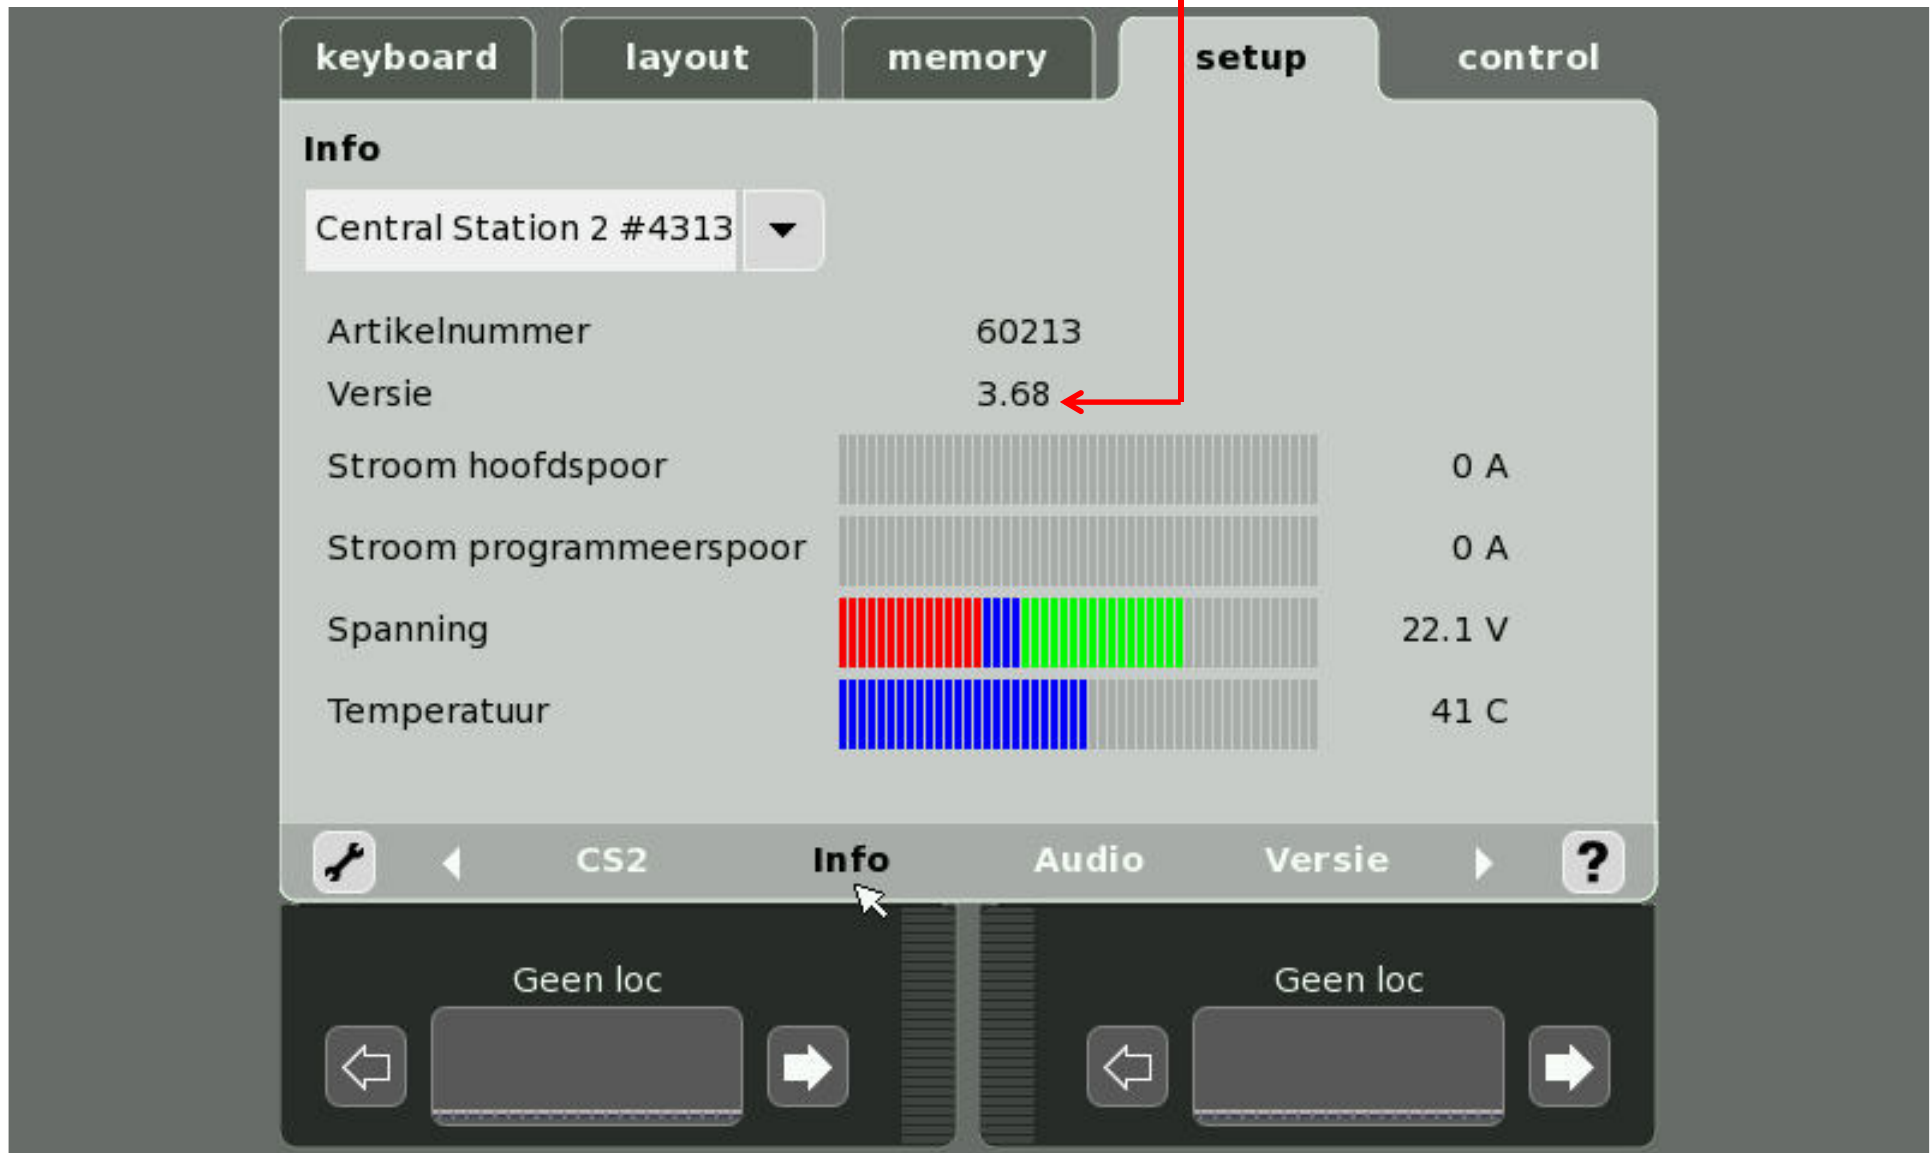 keyboard layout memory setup control
Info
Central Station 2 #4313
Artikelnummer 60213
Versie 3.68
Stroom hoofdspoor 0 A
Stroom programmeerspoor 0 A
Spanning 22.1 V
Temperatuur 41 C
CS2 Info Audio Versie ?
Geen loc Geen loc